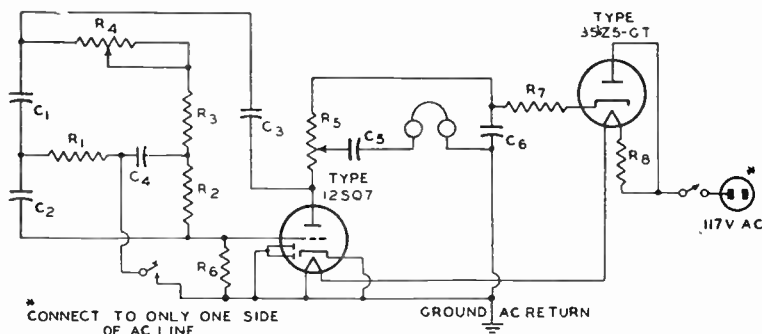 R4
C1
R3
C3
R1
C4
R2
C2
R6
TYPE
12SQ7
R5
C5
C6
R7
TYPE
35Z5-GT
R8
*
117V AC
* CONNECT TO ONLY ONE SIDE
OF AC LINE
GROUND AC RETURN